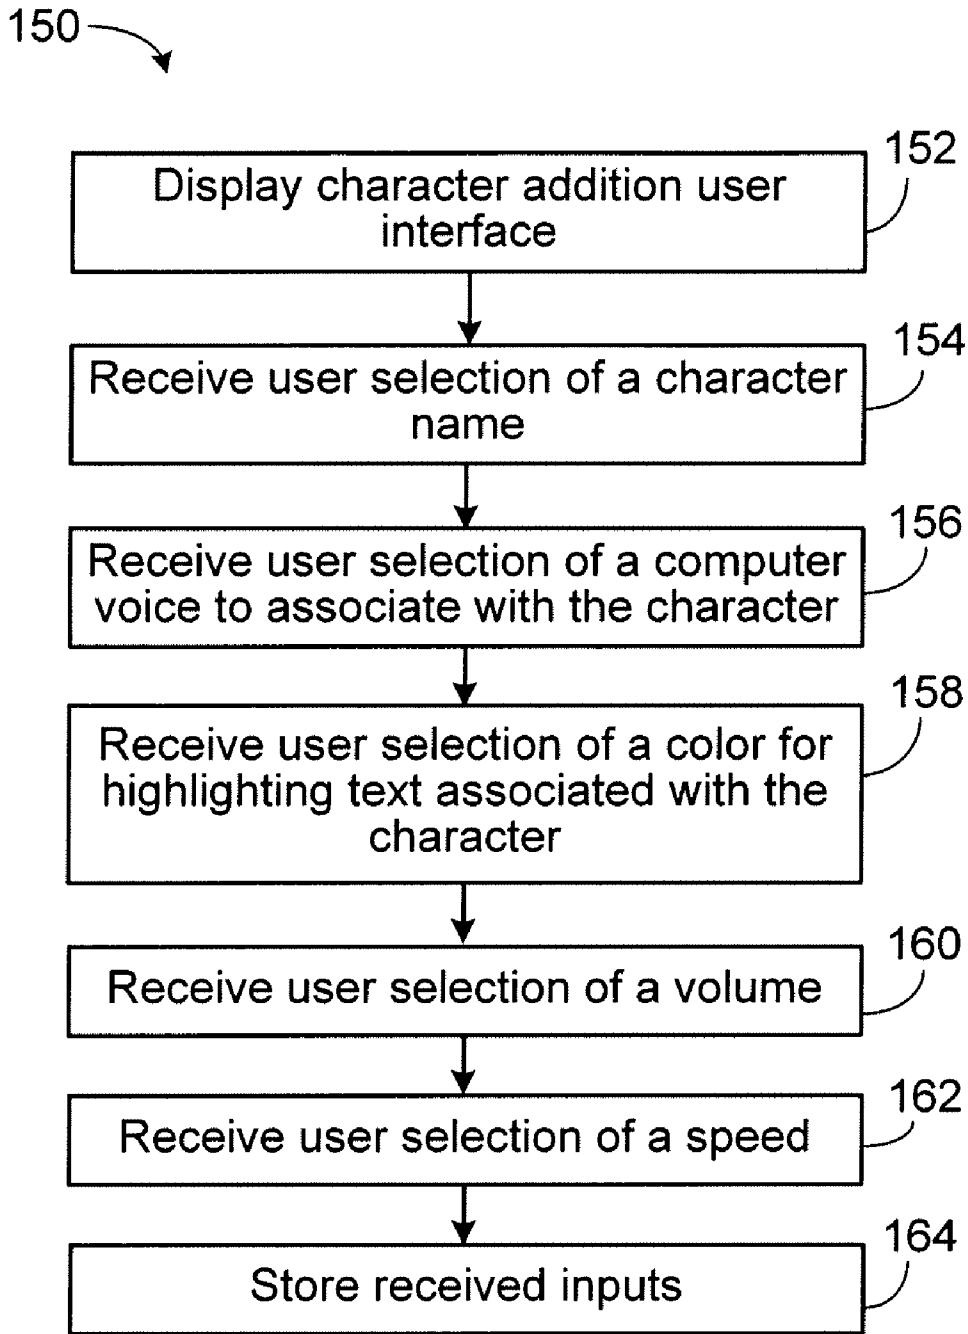 150
152
Display character addition user
interface
154
Receive user selection of a character
name
156
Receive user selection of a computer
voice to associate with the character
158
Receive user selection of a color for
highlighting text associated with the
character
160
Receive user selection of a volume
162
Receive user selection of a speed
164
Store received inputs